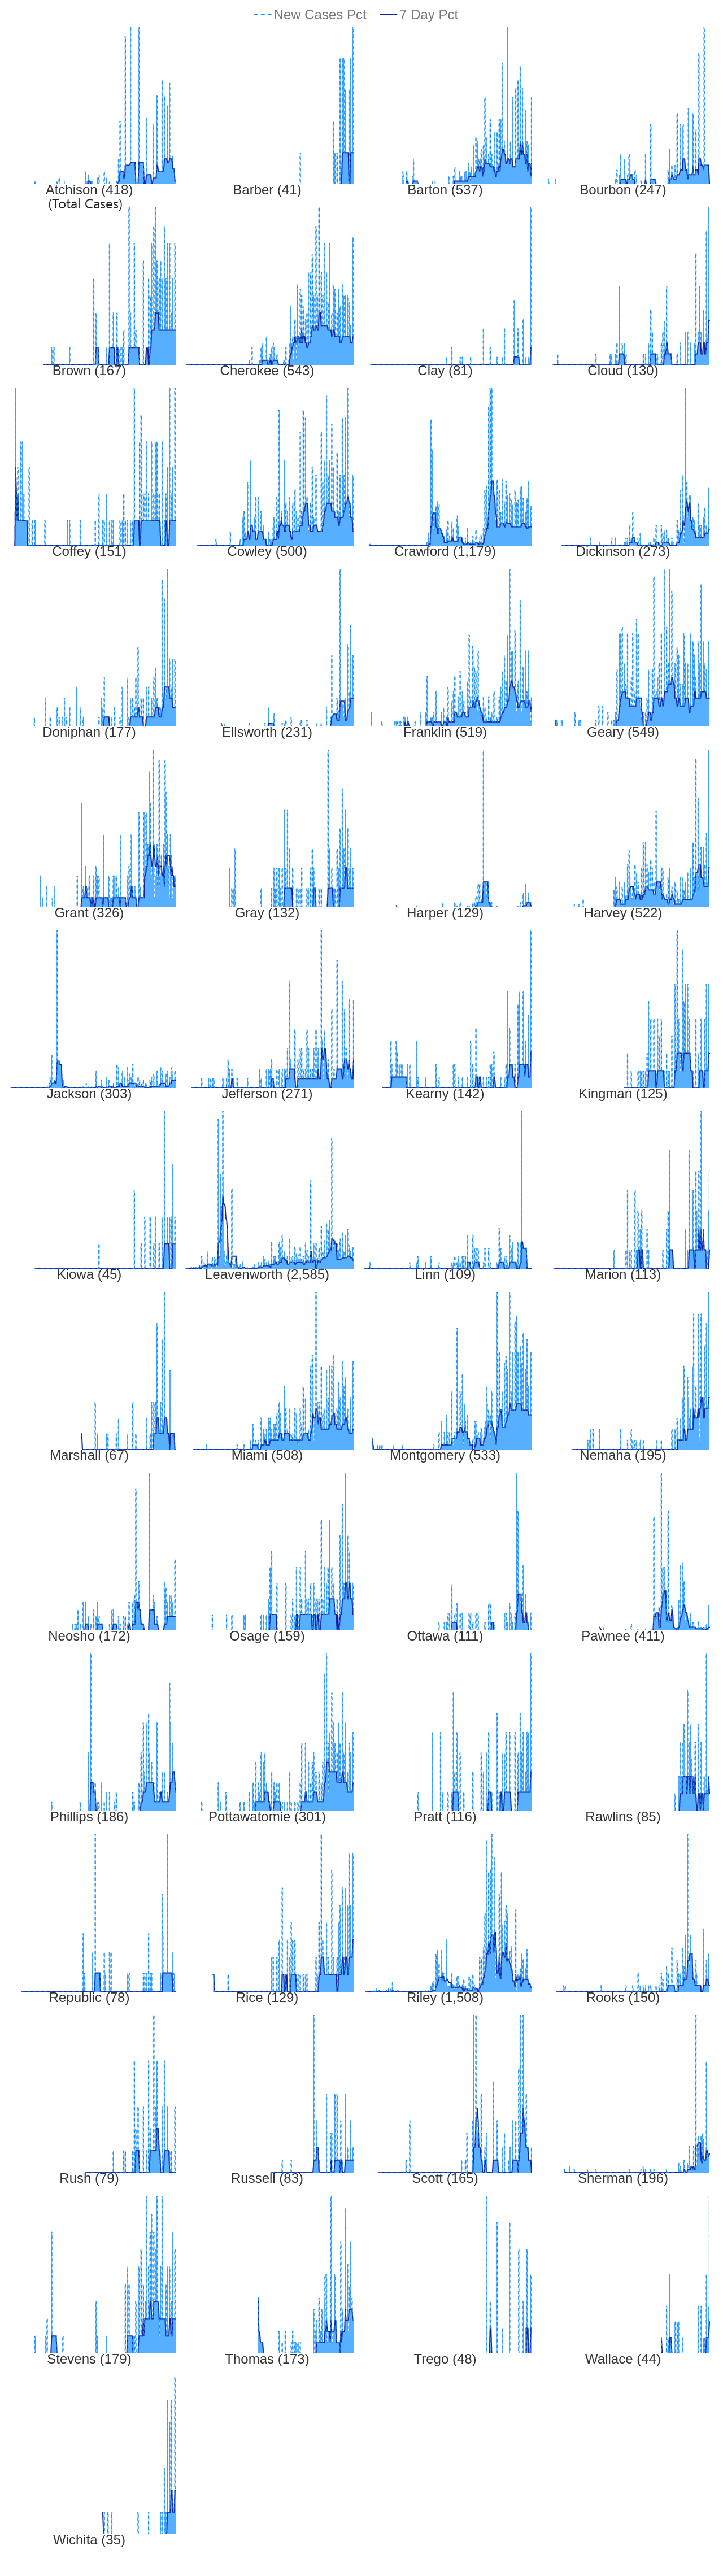 New Cases Pct 7 Day Pct
Atchison (418) Barber (41) Barton (537) Bourbon (247)
(Total Cases)
Brown (167) Cherokee (543) Clay (81) Cloud (130)
Coffey (151) Cowley (500) Crawford (1,179) Dickinson (273)
Doniphan (177) Ellsworth (231) Franklin (519) Geary (549)
Grant (326) Gray (132) Harper (129) Harvey (522)
Jackson (303) Jefferson (271) Kearny (142) Kingman (125)
Kiowa (45) Leavenworth (2,585) Linn (109) Marion (113)
Marshall (67) Miami (508) Montgomery (533) Nemaha (195)
Neosho (172) Osage (159) Ottawa (111) Pawnee (411)
Phillips (186) Pottawatomie (301) Pratt (116) Rawlins (85)
Republic (78) Rice (129) Riley (1,508) Rooks (150)
Rush (79) Russell (83) Scott (165) Sherman (196)
Stevens (179) Thomas (173) Trego (48) Wallace (44)
Wichita (35)